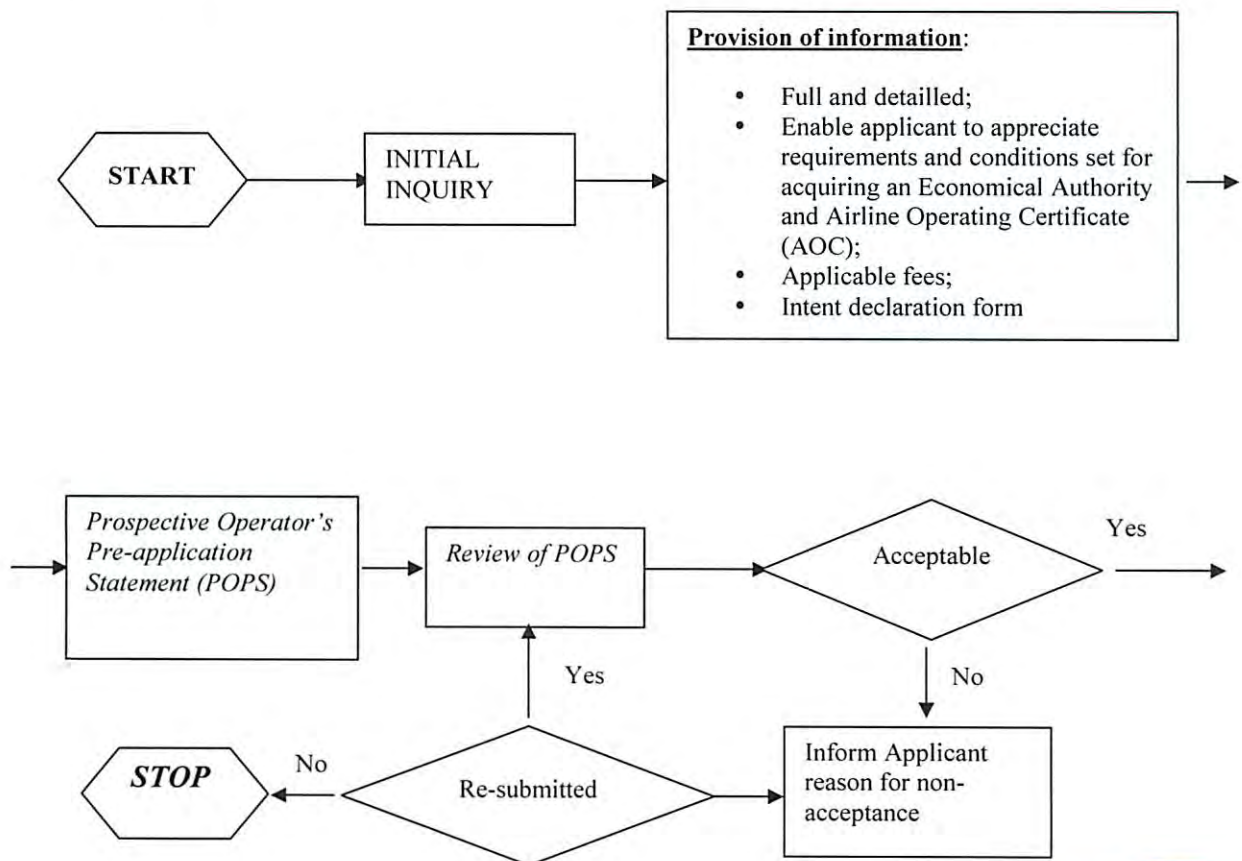 START
INITIAL
INQUIRY
Provision of information:
• Full and detailled;
• Enable applicant to appreciate
requirements and conditions set for
acquiring an Economical Authority
and Airline Operating Certificate
(AOC);
• Applicable fees;
• Intent declaration form
Prospective Operator's
Pre-application
Statement (POPS)
Review of POPS
Acceptable
Yes
No
Yes
Inform Applicant
reason for non-
acceptance
Re-submitted
No
STOP